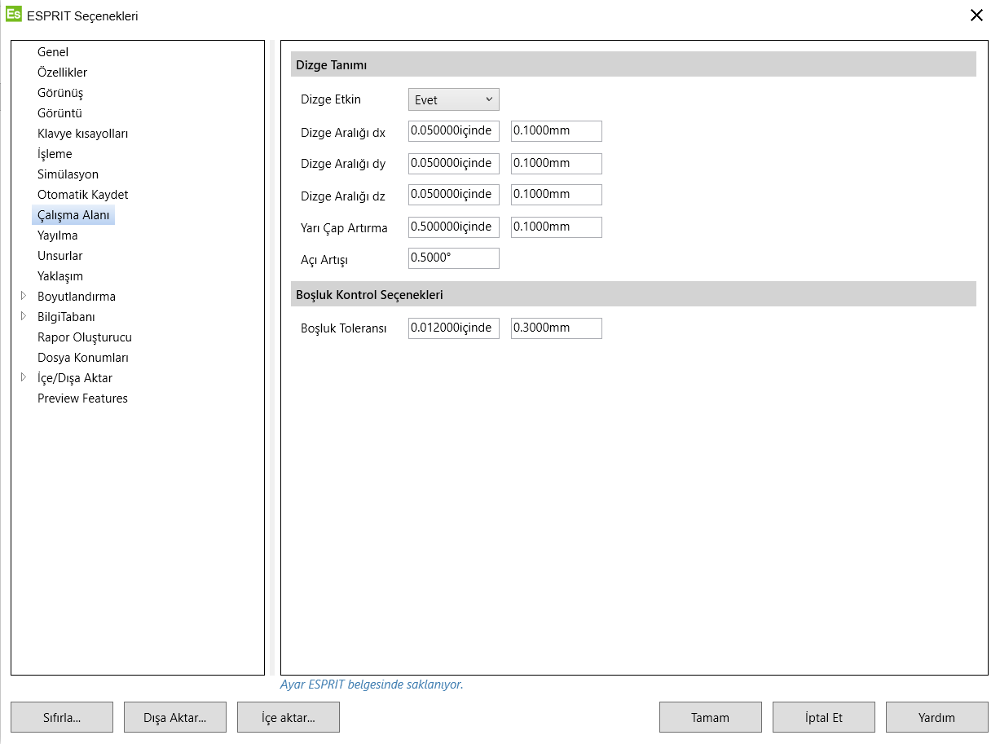 Es ESPRIT Seçenekleri
Genel
Özellikler
Görünüş
Görüntü
Klavye kısayolları
İşleme
Simülasyon
Otomatik Kaydet
Çalışma Alanı
Yayılma
Unsurlar
Yaklaşım
Boyutlandırma
BilgiTabanı
Rapor Oluşturucu
Dosya Konumları
İçe/Dışa Aktar
Preview Features
Dizge Tanımı
Dizge Etkin Evet
Dizge Aralığı dx 0.050000içinde 0.1000mm
Dizge Aralığı dy 0.050000içinde 0.1000mm
Dizge Aralığı dz 0.050000içinde 0.1000mm
Yarı Çap Artırma 0.500000içinde 0.1000mm
Açı Artışı 0.5000°
Boşluk Kontrol Seçenekleri
Boşluk Toleransı 0.012000içinde 0.3000mm
Ayar ESPRIT belgesinde saklanıyor.
Sıfırla... Dışa Aktar... İçe aktar... Tamam İptal Et Yardım